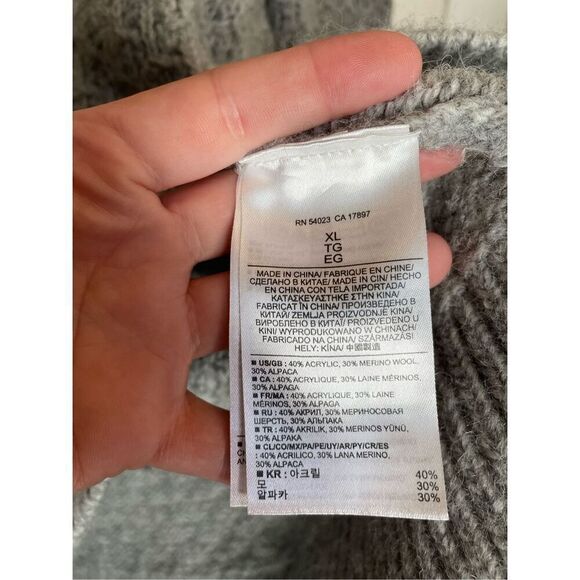 RN 54023 CA 17897
XL
TG
EG
MADE IN CHINA/ FABRIQUE EN CHINE/
СДЕЛАНО В КИТАЕ/ MADE IN CIN/ HECHO
EN CHINA CON TELA IMPORTADA/
ΚΑΤΑΣΚΕΥΑΣΤΗΚΕ ΣΤΗΝ ΚΙΝΑ/
FABRICAT ÎN CHINA/ ПРОИЗВЕДЕНО В
КИТАЙ/ ZEMLJA PROIZVODNJE KINA/
ВИРОБЛЕНО В КИТАЇ/ PROIZVEDENO U
KINI/ WYPRODUKOWANO W CHINACH/
FABRICADO NA CHINA/ SZÁRMAZÁSI
HELY: KÍNA/ 中國製造
■ US/GB : 40% ACRYLIC, 30% MERINO WOOL,
30% ALPACA
■ CA : 40% ACRYLIQUE, 30% LAINE MÉRINOS,
30% ALPAGA
■ FR/MA : 40% ACRYLIQUE, 30% LAINE
MÉRINOS, 30% ALPAGA
■ RU : 40% АКРИЛ, 30% МЕРИНОСОВАЯ
ШЕРСТЬ, 30% АЛЬПАКА
■ TR : 40% AKRILIK, 30% MERINOS YÜNÜ,
30% ALPAKA
■ CL/CO/MX/PA/PE/UY/AR/PY/CR/ES
: 40% ACRILICO, 30% LANA MERINO,
30% ALPACA
■ KR : 아크릴 40%
모 30%
알파카 30%